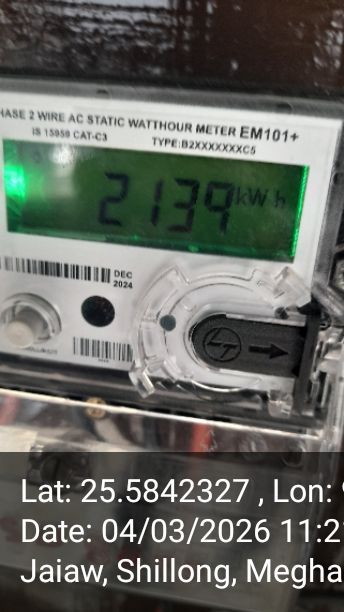 HASE 2 WIRE AC STATIC WATTHOUR METER EM101+
IS 15959 CAT-C3 TYPE:B2XXXXXXXC5
2139 kWh
DEC
2024
LT
Lat: 25.5842327 , Lon:
Date: 04/03/2026 11:2
Jaiaw, Shillong, Megha